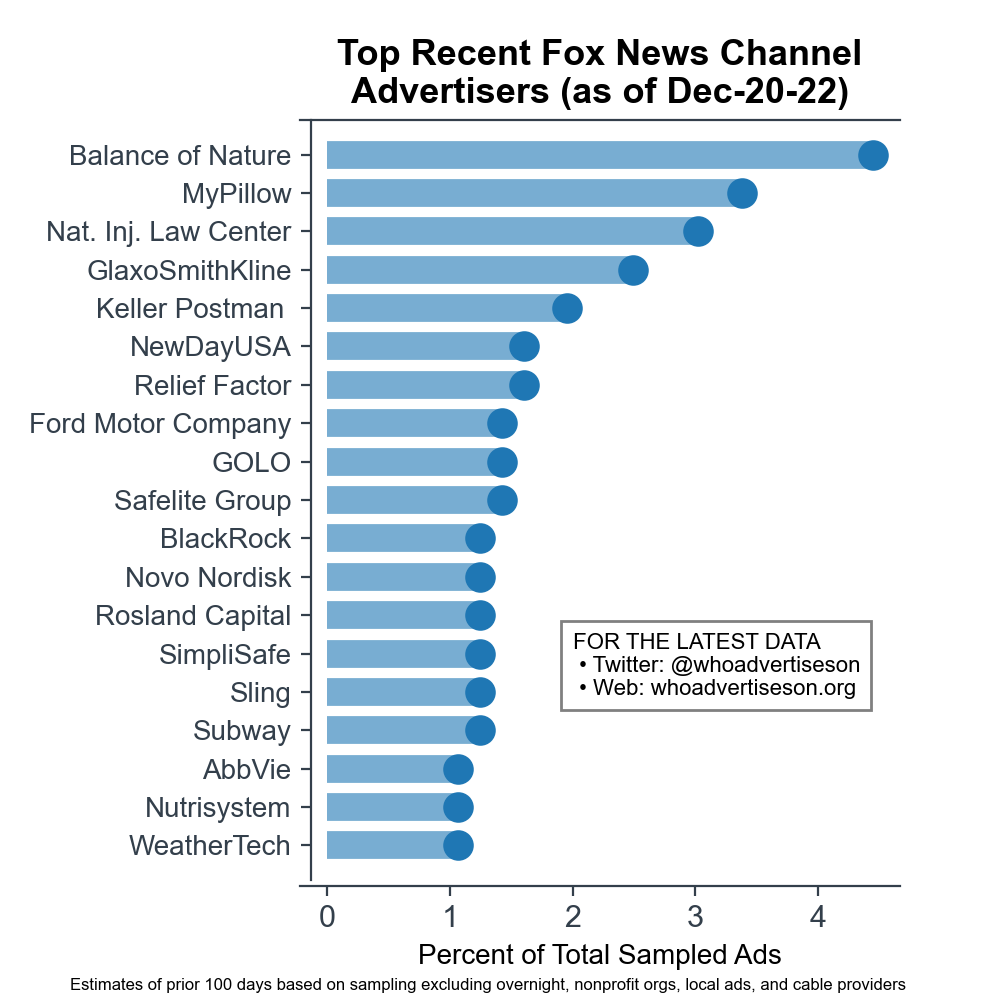 Top Recent Fox News Channel
Advertisers (as of Dec-20-22)
Balance of Nature
MyPillow
Nat. Inj. Law Center
GlaxoSmithKline
Keller Postman
NewDayUSA
Relief Factor
Ford Motor Company
GOLO
Safelite Group
BlackRock
Novo Nordisk
Rosland Capital
SimpliSafe
Sling
Subway
AbbVie
Nutrisystem
WeatherTech
FOR THE LATEST DATA
• Twitter: @whoadvertiseson
• Web: whoadvertiseson.org
0 1 2 3 4
Percent of Total Sampled Ads
Estimates of prior 100 days based on sampling excluding overnight, nonprofit orgs, local ads, and cable providers